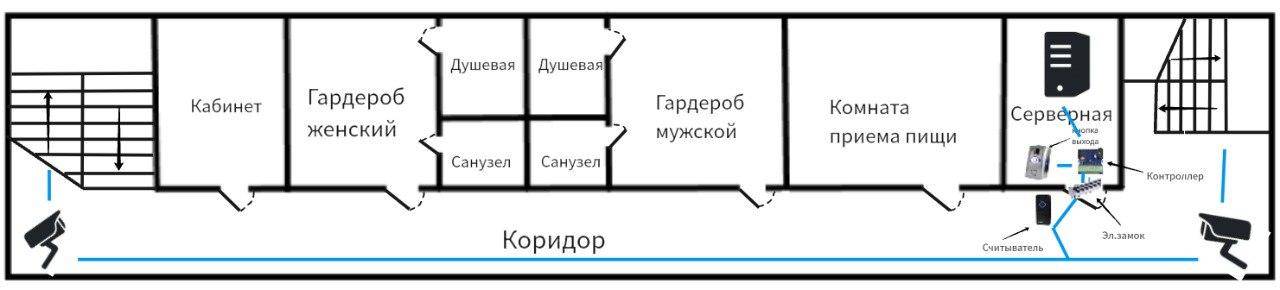 Кабинет
Гардероб
женский
Душевая
Душевая
Санузел
Санузел
Гардероб
мужской
Комната
приема пищи
Серверная
кнопка
выхода
Контроллер
Считыватель
Эл.замок
Коридор